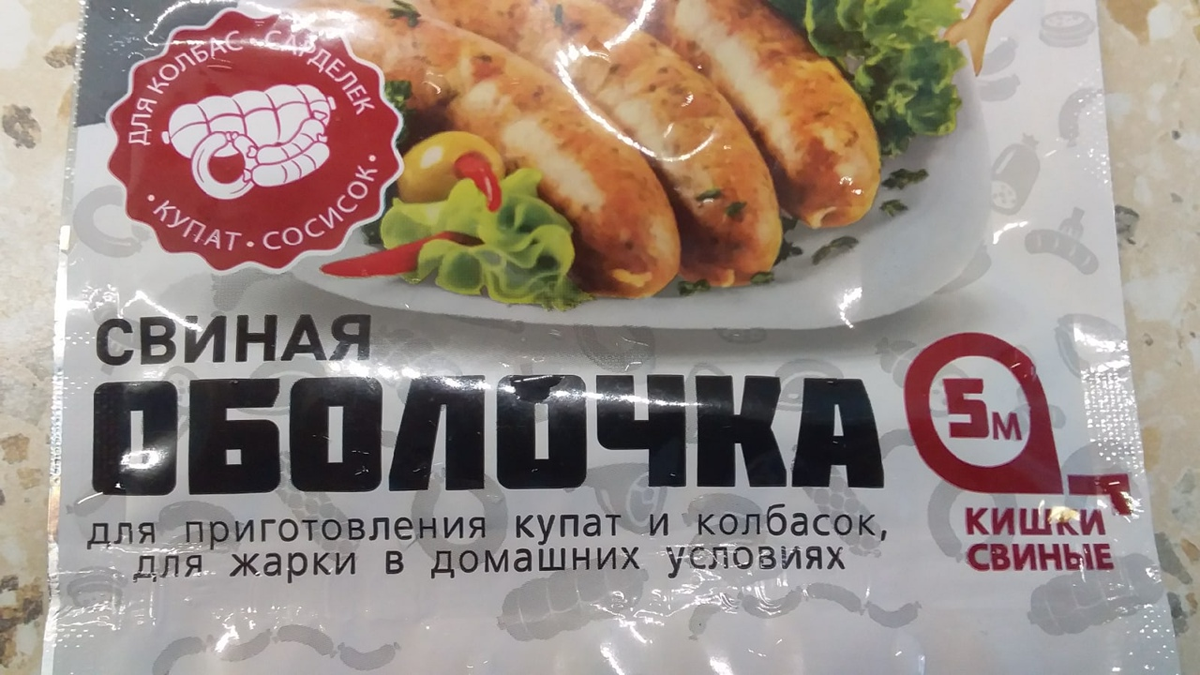 ДЛЯ КОЛБАС • САРДЕЛЕК
• КУПАТ • СОСИСОК •
СВИНАЯ
ОБОЛОЧКА
для приготовления купат и колбасок,
для жарки в домашних условиях
5м
КИШКИ
СВИНЫЕ